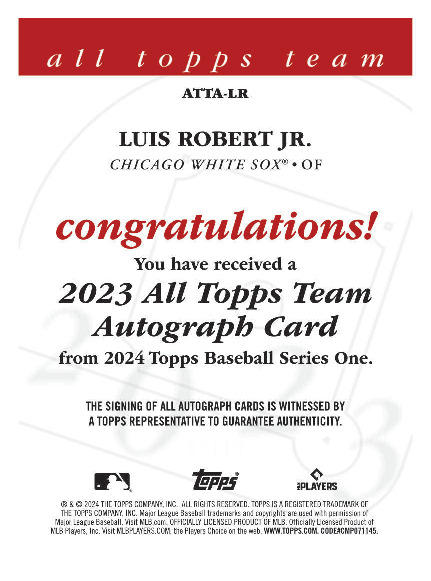 all topps team
ATTA-LR
LUIS ROBERT JR.
CHICAGO WHITE SOX® • OF
congratulations!
You have received a
2023 All Topps Team
Autograph Card
from 2024 Topps Baseball Series One.
THE SIGNING OF ALL AUTOGRAPH CARDS IS WITNESSED BY
A TOPPS REPRESENTATIVE TO GUARANTEE AUTHENTICITY.
topps®
PLAYERS
® & © 2024 THE TOPPS COMPANY, INC. ALL RIGHTS RESERVED. TOPPS IS A REGISTERED TRADEMARK OF
THE TOPPS COMPANY, INC. Major League Baseball trademarks and copyrights are used with permission of
Major League Baseball. Visit MLB.com. OFFICIALLY LICENSED PRODUCT OF MLB. Officially Licensed Product of
MLB Players, Inc. Visit MLBPLAYERS.COM, the Players Choice on the web. WWW.TOPPS.COM. CODE#CMP071145.